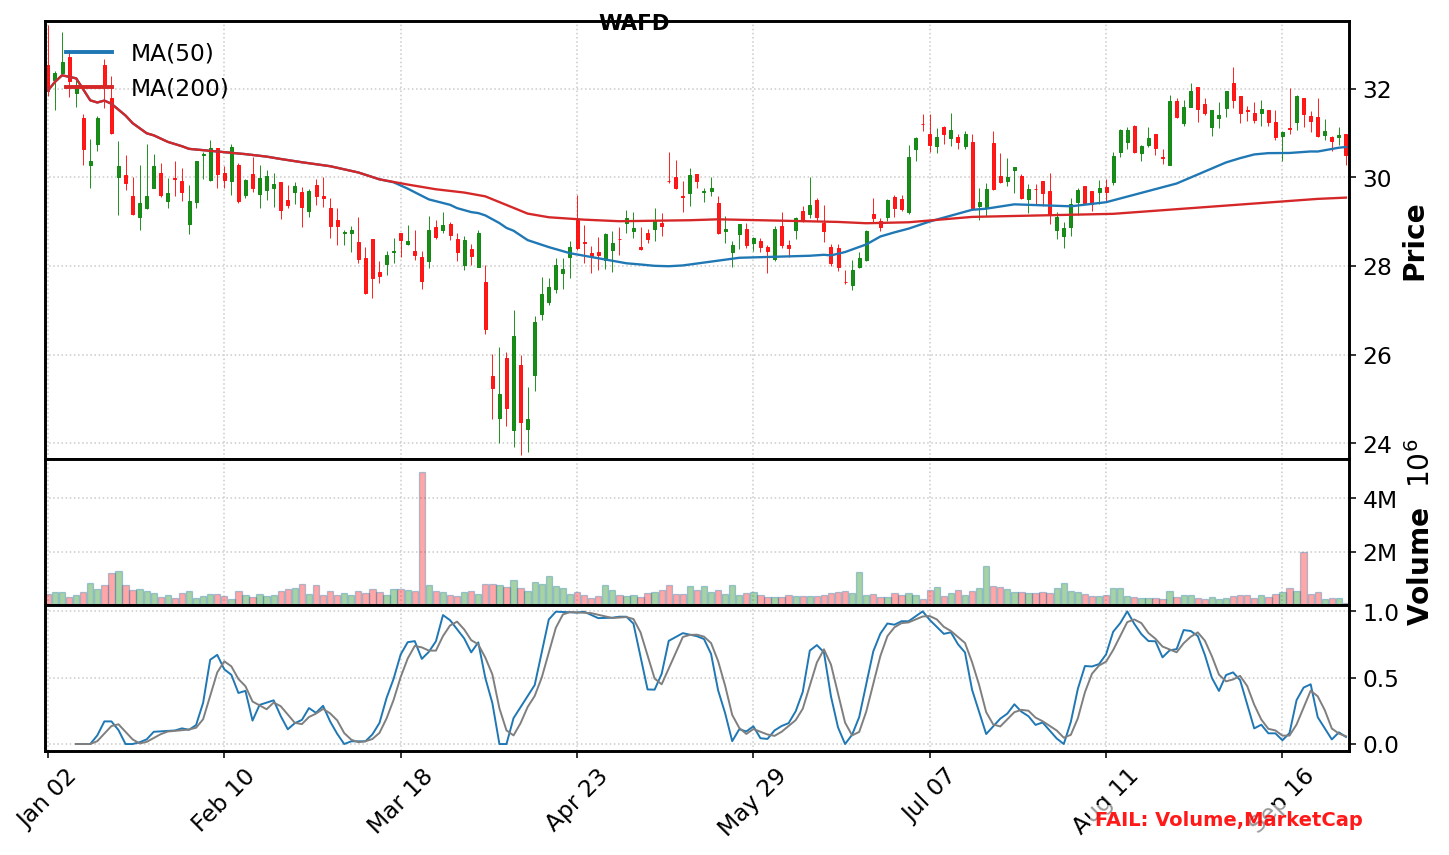 WAFD
MA(50)
MA(200)
32
30
28
26
24
Price
4M
2M
Volume 10^6
1.0
0.5
0.0
Jan 02
Feb 10
Mar 18
Apr 23
May 29
Jul 07
Aug 11
Sep 16
FAIL: Volume,MarketCap